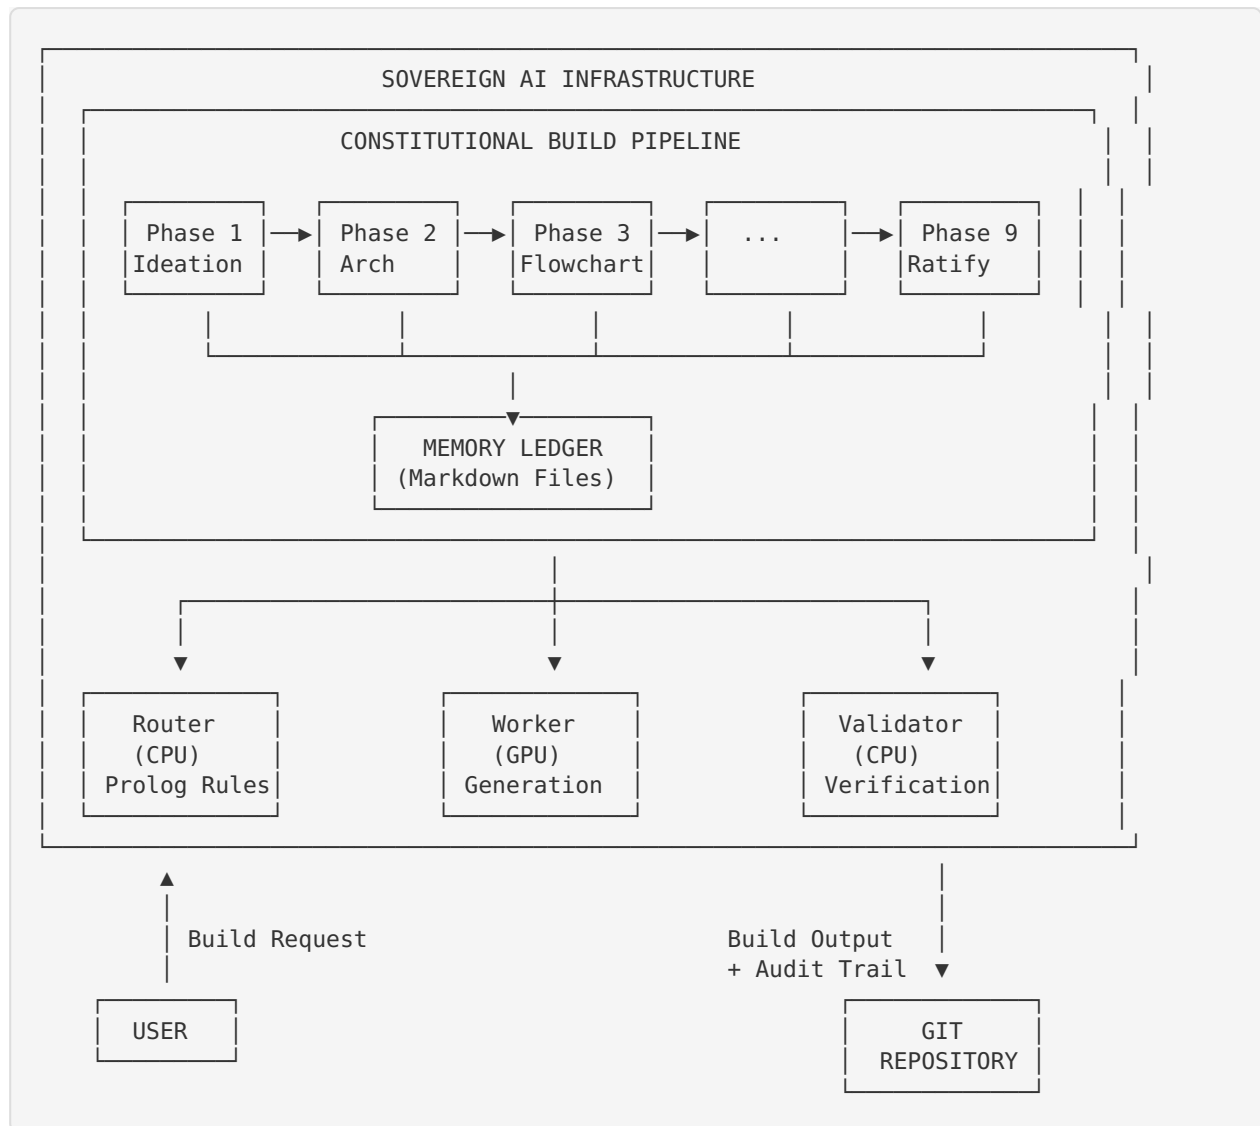 SOVEREIGN AI INFRASTRUCTURE
CONSTITUTIONAL BUILD PIPELINE
Phase 1 Phase 2 Phase 3 ... Phase 9
Ideation Arch Flowchart Ratify
MEMORY LEDGER
(Markdown Files)
Router Worker Validator
(CPU) (GPU) (CPU)
Prolog Rules Generation Verification
Build Request Build Output
+ Audit Trail
USER GIT
REPOSITORY